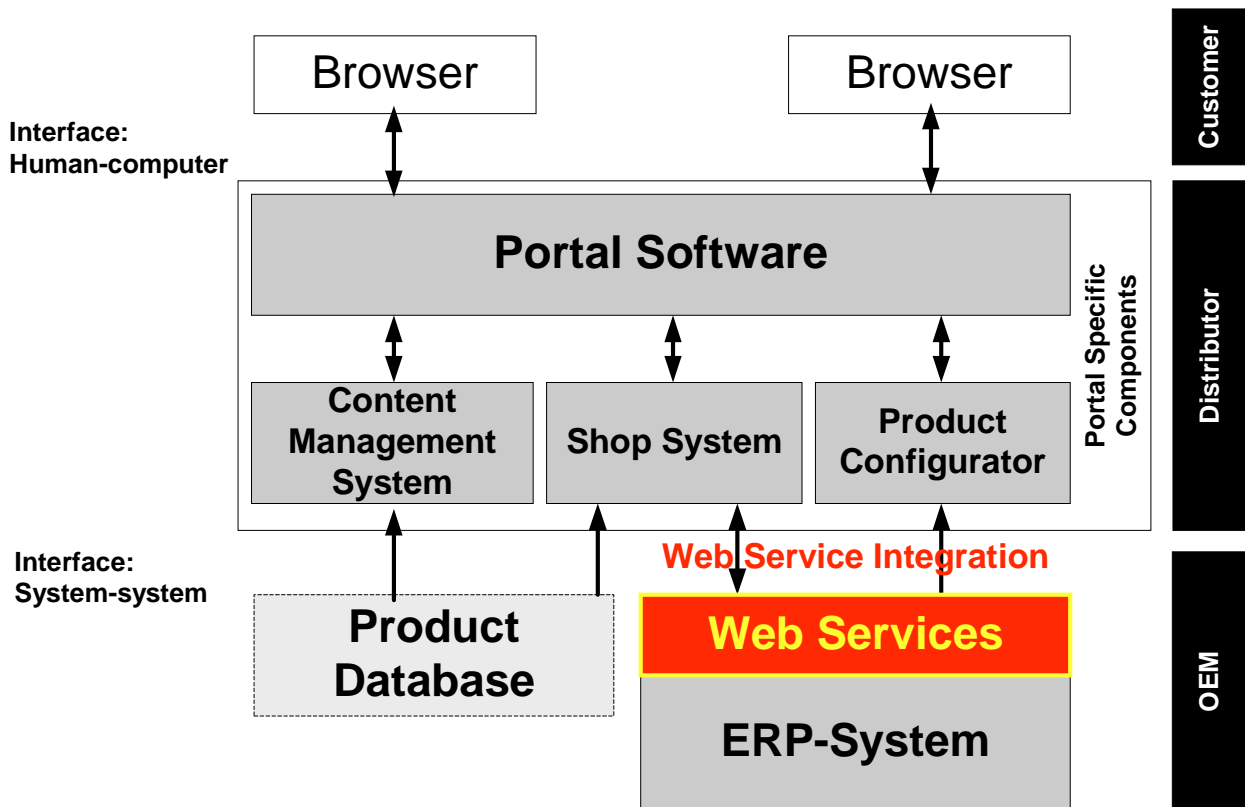 Browser
Browser
Customer
Interface:
Human-computer
Portal Software
Portal Specific
Components
Distributor
Content
Management
System
Shop System
Product
Configurator
Interface:
System-system
Web Service Integration
Product
Database
Web Services
ERP-System
OEM